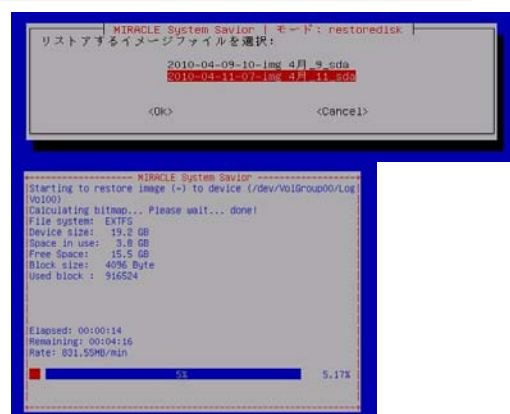 MIRACLE System Savior | モード: restoredisk
リストアするイメージファイルを選択:
2010-04-09-10-img 4月_9_sda
2010-04-11-07-img 4月_11_sda
<Ok> <Cancel>
MIRACLE System Savior
Starting to restore image (-) to device (/dev/VolGroup00/Log
Vol00)
Calculating bitmap... Please wait... done!
File system: EXTFS
Device size: 19.2 GB
Space in use: 3.8 GB
Free Space: 15.5 GB
Block size: 4096 Byte
Used block : 916524
Elapsed: 00:00:14
Remaining: 00:04:16
Rate: 831.55MB/min
5% 5.17%